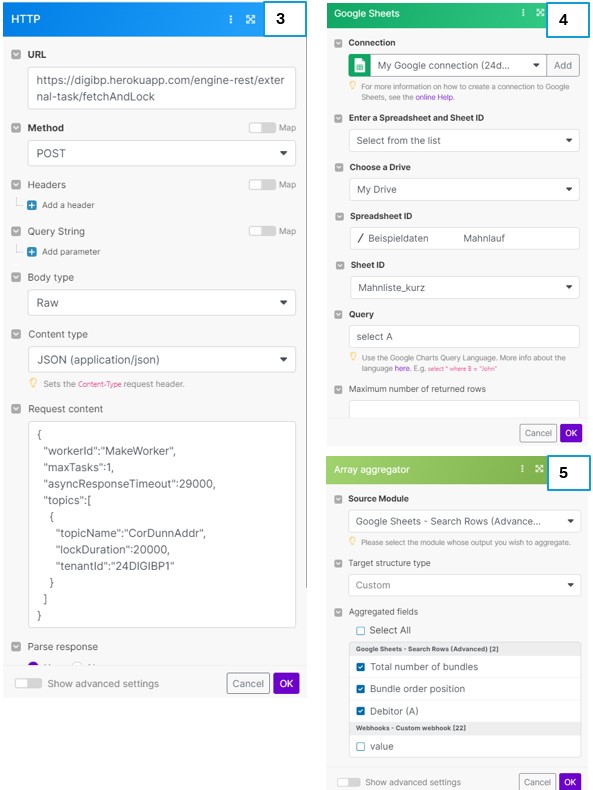 HTTP
3
URL
https://digibp.herokuapp.com/engine-rest/exter
nal-task/fetchAndLock
Method
Map
POST
Headers
Map
Add a header
Query String
Map
Add parameter
Body type
Raw
Content type
JSON (application/json)
Sets the Content-Type request header.
Request content
{
"workerId":"MakeWorker",
"maxTasks":1,
"asyncResponseTimeout":29000,
"topics":[
{
"topicName":"CorDunnAddr",
"lockDuration":20000,
"tenantId":"24DIGIBP1"
}
]
}
Parse response
Show advanced settings
Cancel
OK
Google Sheets
4
Connection
My Google connection (24d...
Add
For more information on how to create a connection to Google
Sheets, see the online Help.
Enter a Spreadsheet and Sheet ID
Select from the list
Choose a Drive
My Drive
Spreadsheet ID
/ Beispieldaten Mahnlauf
Sheet ID
Mahnliste_kurz
Query
select A
Use the Google Charts Query Language. More info about the
language here. E.g. select * where B = "John"
Maximum number of returned rows
Cancel
OK
Array aggregator
5
Source Module
Google Sheets - Search Rows (Advance...
Please select the module whose output you wish to aggregate.
Target structure type
Custom
Aggregated fields
Select All
Google Sheets - Search Rows (Advanced) [2]
Total number of bundles
Bundle order position
Debitor (A)
Webhooks - Custom webhook [22]
value
Show advanced settings
Cancel
OK